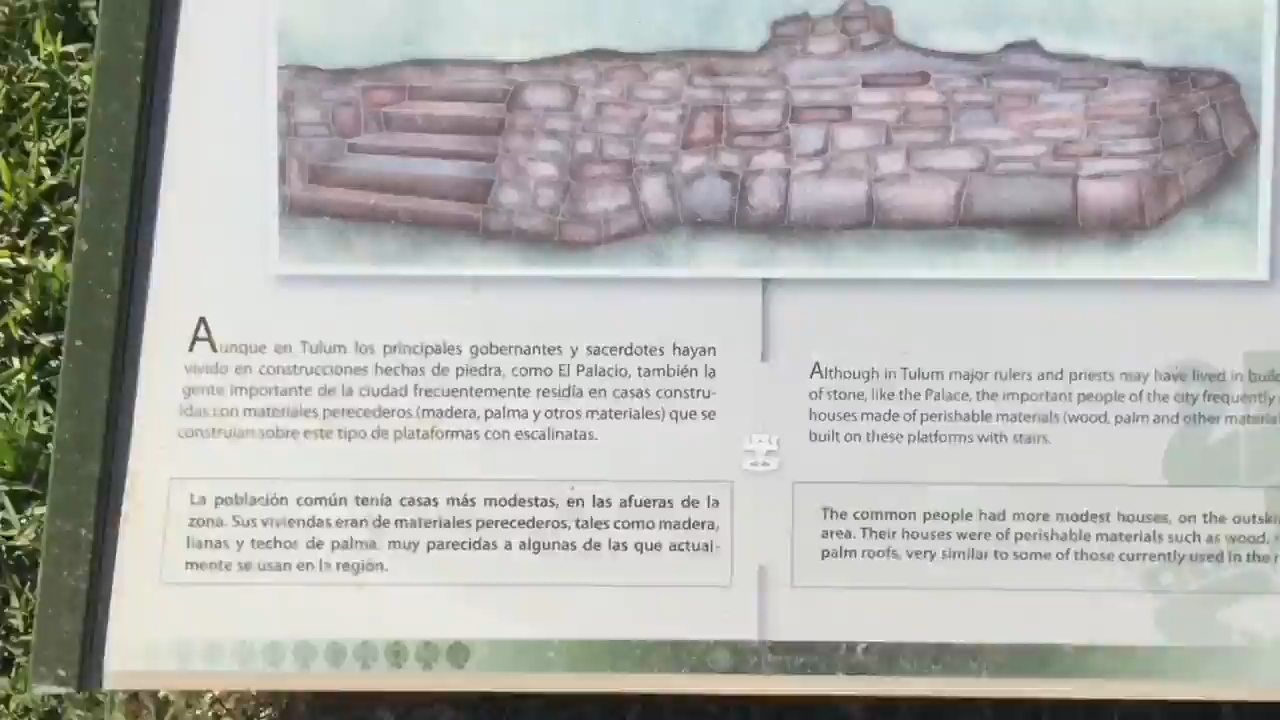 Aunque en Tulum los principales gobernantes y sacerdotes hayan
vivido en construcciones hechas de piedra, como El Palacio, también la
gente importante de la ciudad frecuentemente residía en casas constru-
idas con materiales perecederos (madera, palma y otros materiales) que se
construían sobre este tipo de plataformas con escalinatas.
La población común tenía casas más modestas, en las afueras de la
zona. Sus viviendas eran de materiales perecederos, tales como madera,
lianas y techos de palma, muy parecidas a algunas de las que actual-
mente se usan en la región.
Although in Tulum major rulers and priests may have lived in
of stone, like the Palace, the important people of the city frequently
houses made of perishable materials (wood, palm and other
built on these platforms with stairs.
The common people had more modest houses, on the
area. Their houses were of perishable materials such as wood,
palm roofs, very similar to some of those currently used in the